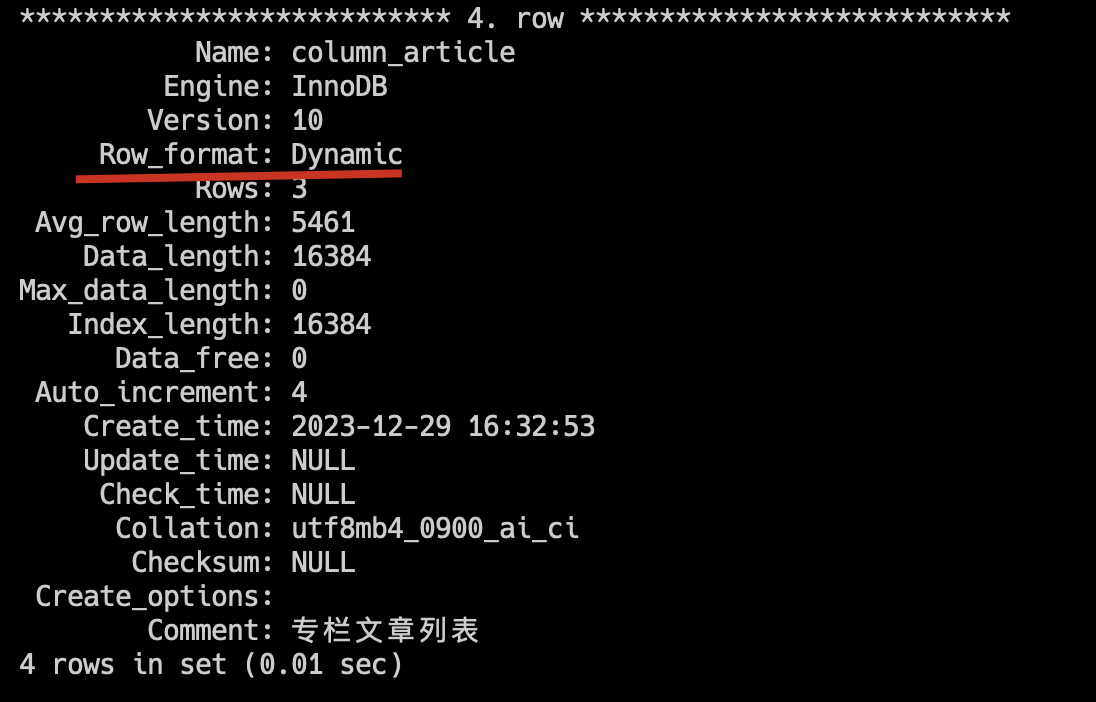 *************************** 4. row ***************************
Name: column_article
Engine: InnoDB
Version: 10
Row_format: Dynamic
Rows: 3
Avg_row_length: 5461
Data_length: 16384
Max_data_length: 0
Index_length: 16384
Data_free: 0
Auto_increment: 4
Create_time: 2023-12-29 16:32:53
Update_time: NULL
Check_time: NULL
Collation: utf8mb4_0900_ai_ci
Checksum: NULL
Create_options:
Comment: 专栏文章列表
4 rows in set (0.01 sec)